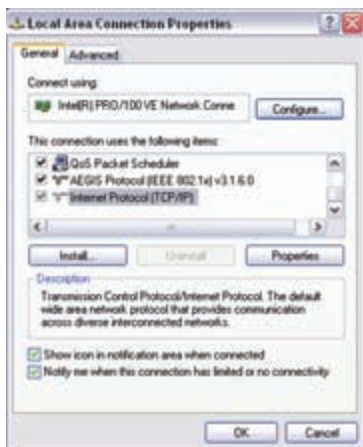 Local Area Connection Properties
General Advanced
Connect using:
Intel(R) PRO/100 VE Network Conne
Configure...
This connection uses the following items:
QoS Packet Scheduler
AEGIS Protocol (IEEE 802.1x) v3.1.6.0
Internet Protocol (TCP/IP)
Install... Uninstall Properties
Description
Transmission Control Protocol/Internet Protocol. The default
wide area network protocol that provides communication
across diverse interconnected networks.
Show icon in notification area when connected
Notify me when this connection has limited or no connectivity
OK Cancel